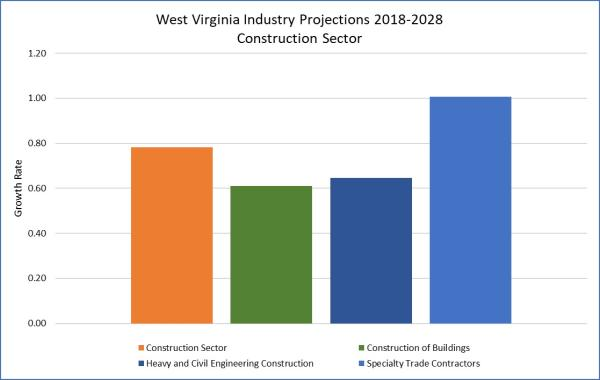 West Virginia Industry Projections 2018-2028
Construction Sector
1.20
1.00
0.80
0.60
0.40
0.20
0.00
Growth Rate
Construction Sector
Construction of Buildings
Heavy and Civil Engineering Construction
Specialty Trade Contractors